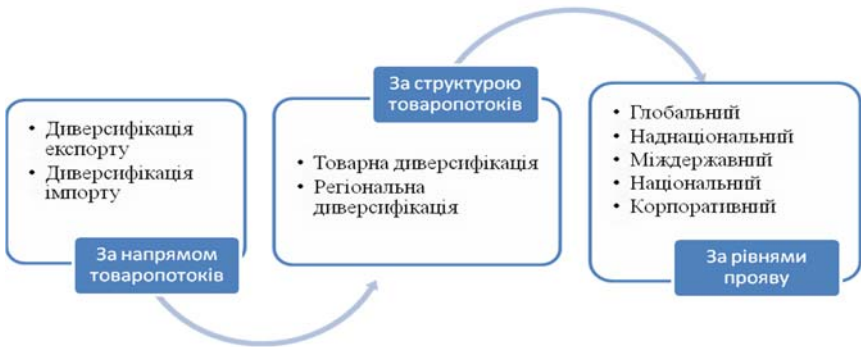 • Диверсифікація
експорту
• Диверсифікація
імпорту
За напрямом
товаропотоків
За структурою
товаропотоків
• Товарна диверсифікація
• Регіональна
диверсифікація
• Глобальний
• Наднаціональний
• Міждержавний
• Національний
• Корпоративний
За рівнями
прояву